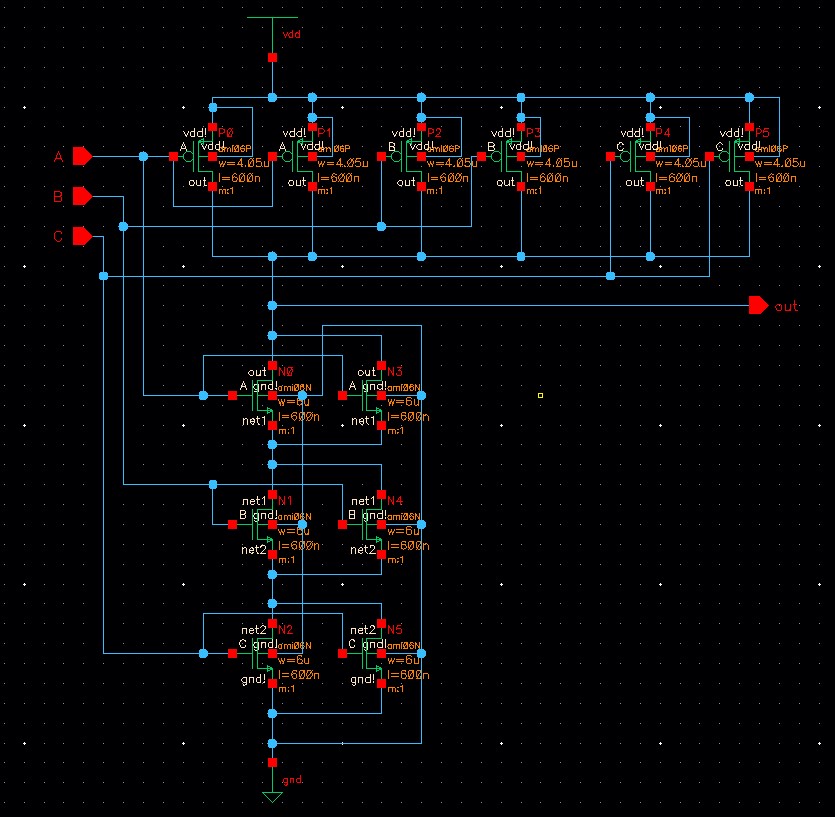 vdd
vdd! P0 vdd! P1 vdd! P2 vdd! P3 vdd! P4 vdd! P5
A A vdd! ami06P A vdd! ami06P B vdd! ami06P B vdd! ami06P C vdd! ami06P C vdd! ami06P
w=4.05u w=4.05u w=4.05u w=4.05u w=4.05u w=4.05u
out l=600n out l=600n out l=600n out l=600n out l=600n out l=600n
m:1 m:1 m:1 m:1 m:1 m:1
B
C
out
out N0 out N3
A gnd! ami06N A gnd! ami06N
w=6u w=6u
net1 l=600n net1 l=600n
m:1 m:1
net1 N1 net1 N4
B gnd! ami06N B gnd! ami06N
w=6u w=6u
net2 l=600n net2 l=600n
m:1 m:1
net2 N2 net2 N5
C gnd! ami06N C gnd! ami06N
w=6u w=6u
gnd! l=600n gnd! l=600n
m:1 m:1
gnd